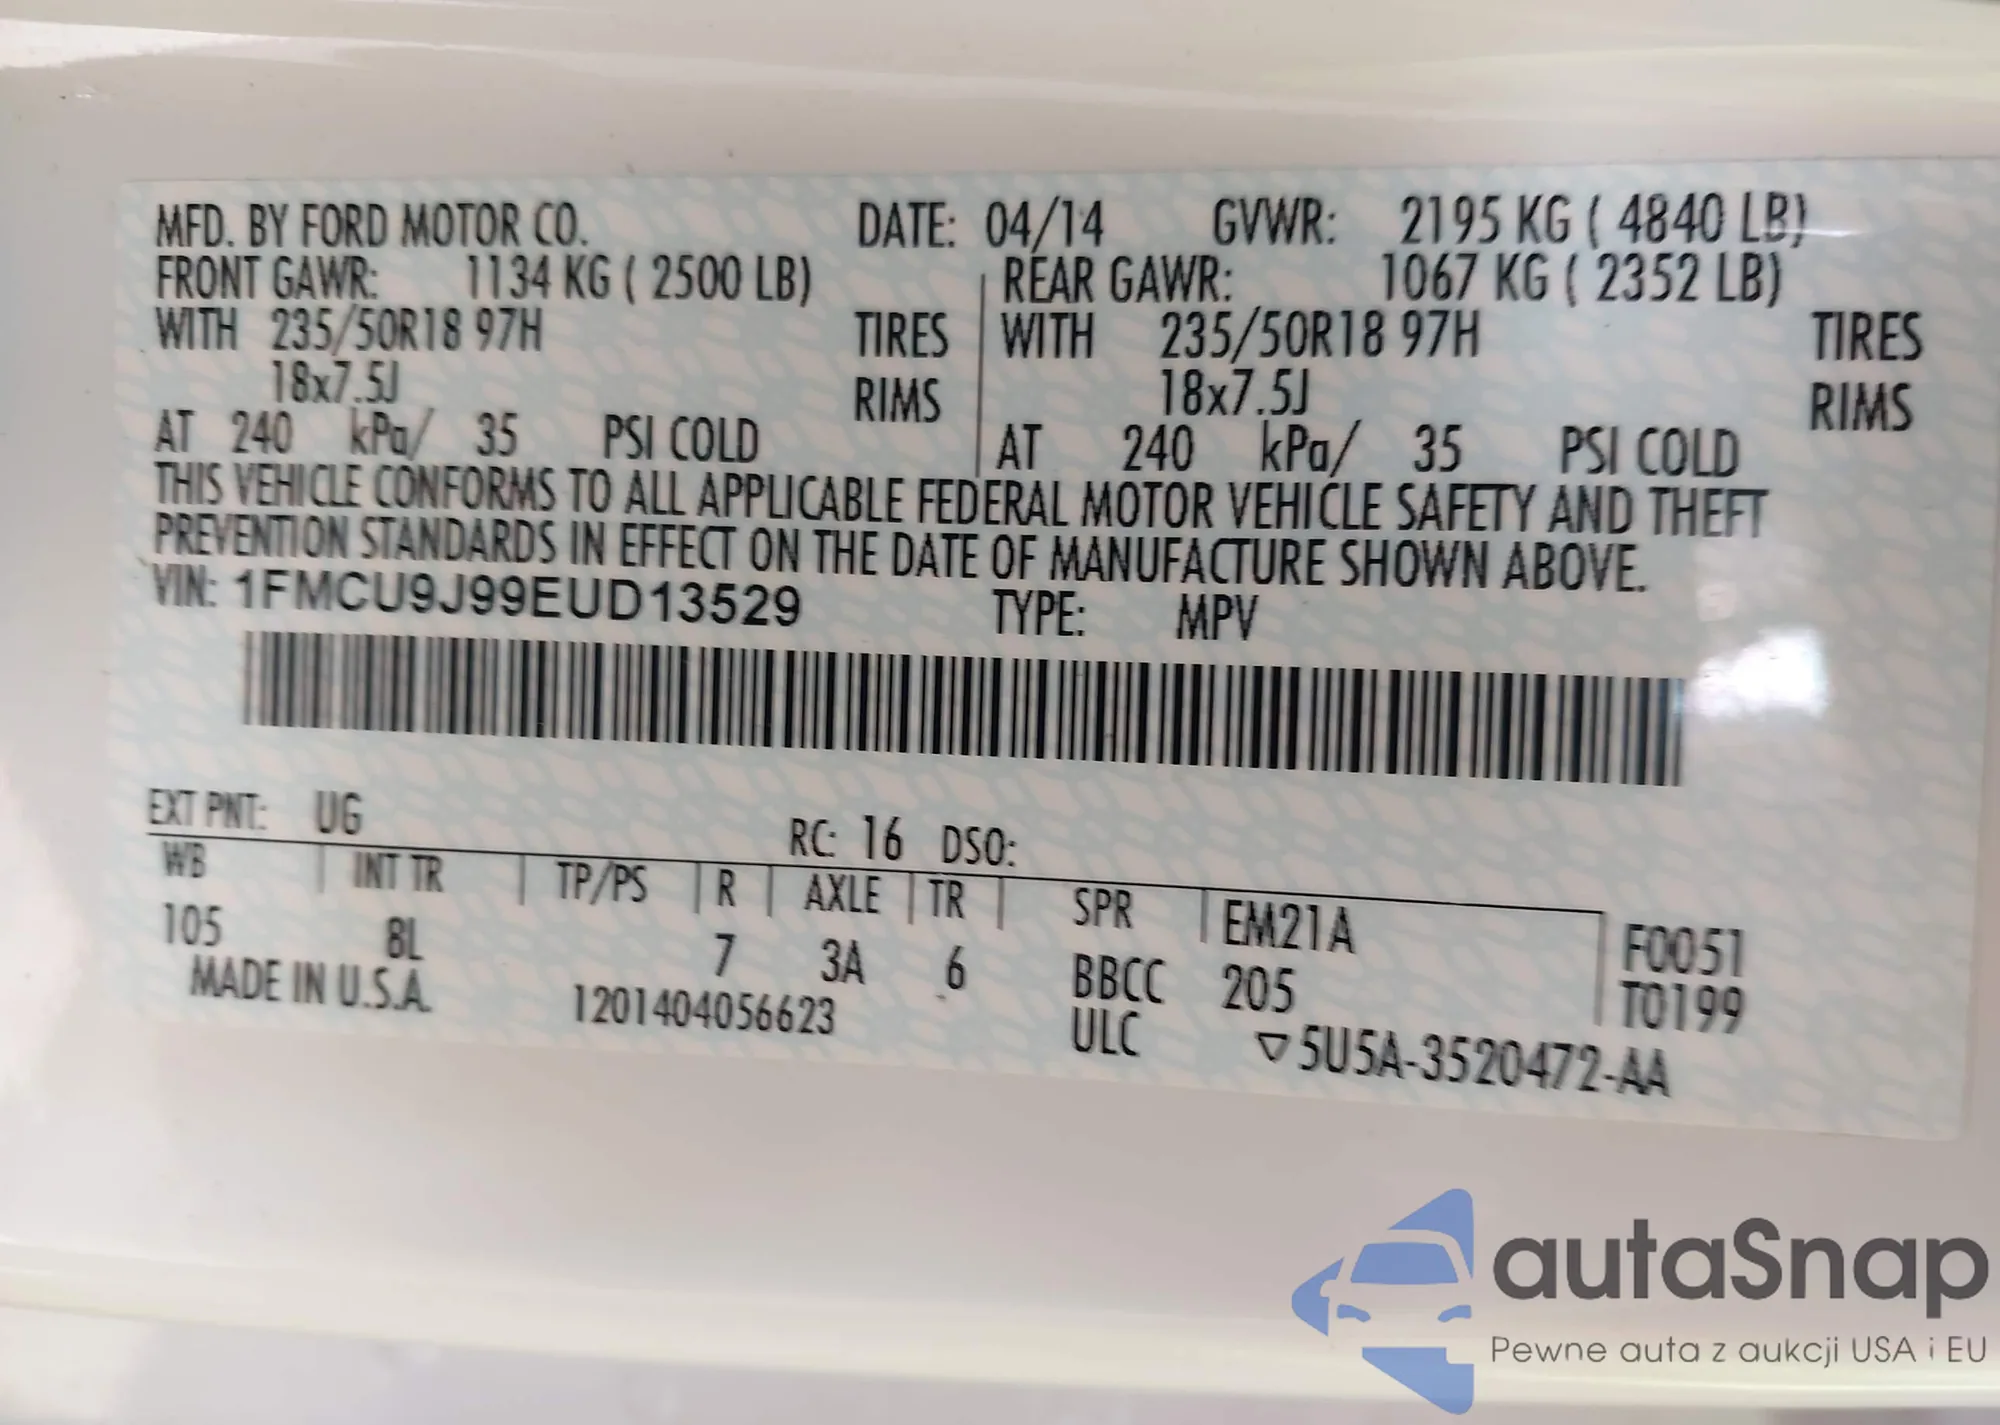 MFD. BY FORD MOTOR CO. DATE: 04/14 GVWR: 2195 KG ( 4840 LB)
FRONT GAWR: 1134 KG ( 2500 LB) REAR GAWR: 1067 KG ( 2352 LB)
WITH 235/50R18 97H TIRES WITH 235/50R18 97H TIRES
18x7.5J RIMS 18x7.5J RIMS
AT 240 kPa/ 35 PSI COLD AT 240 kPa/ 35 PSI COLD
THIS VEHICLE CONFORMS TO ALL APPLICABLE FEDERAL MOTOR VEHICLE SAFETY AND THEFT
PREVENTION STANDARDS IN EFFECT ON THE DATE OF MANUFACTURE SHOWN ABOVE.
VIN: 1FMCU9J99EUD13529 TYPE: MPV
EXT PNT: UG RC: 16 DSO:
WB INT TR TP/PS R AXLE TR SPR EM21A F0051
105 8L 7 3A 6 BBCC 205 T0199
MADE IN U.S.A. 1201404056623 ULC ▽5U5A-3520472-AA
autaSnap
Pewne auta z aukcji USA i EU